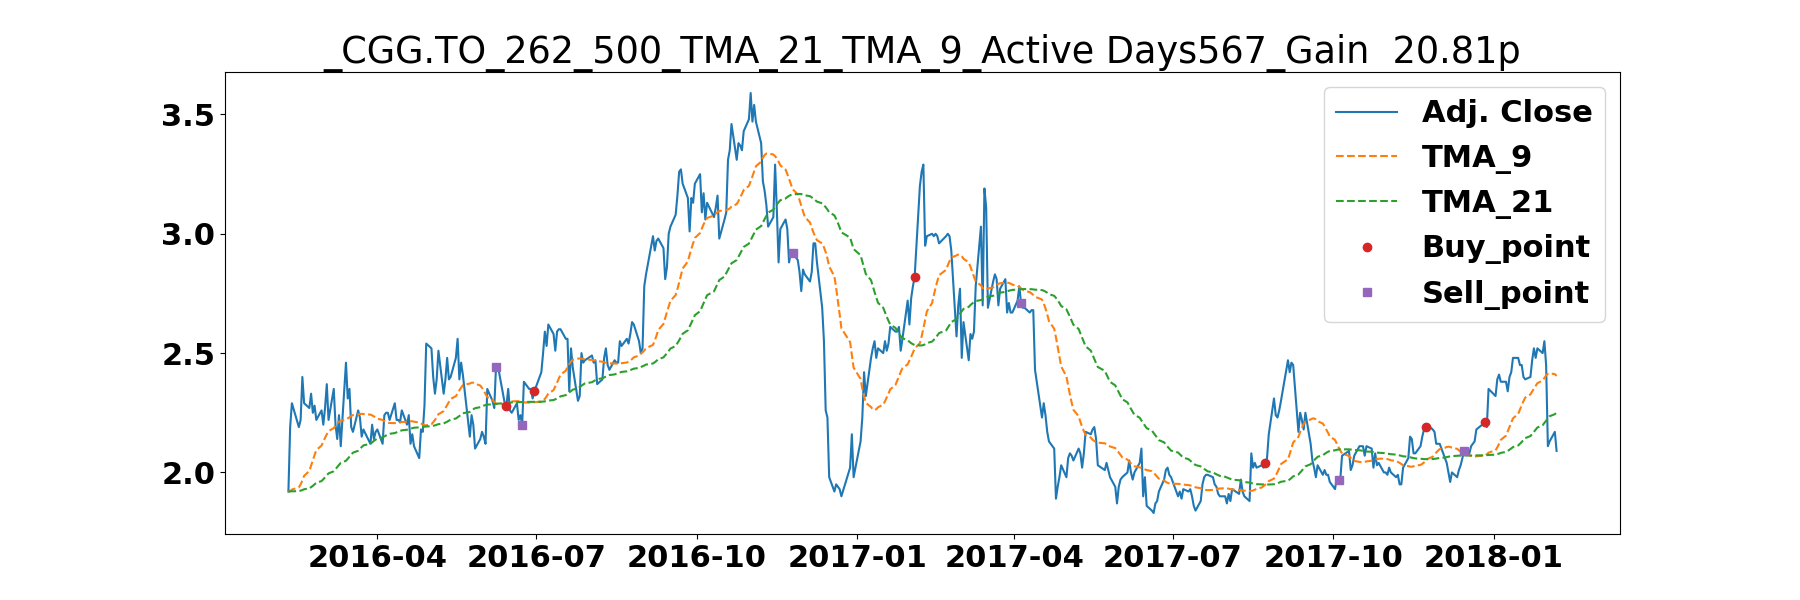 _CGG.TO_262_500_TMA_21_TMA_9_Active Days567_Gain  20.81p
3.5
3.0
2.5
2.0
Adj. Close
TMA_9
TMA_21
Buy_point
Sell_point
2016-04 2016-07 2016-10 2017-01 2017-04 2017-07 2017-10 2018-01